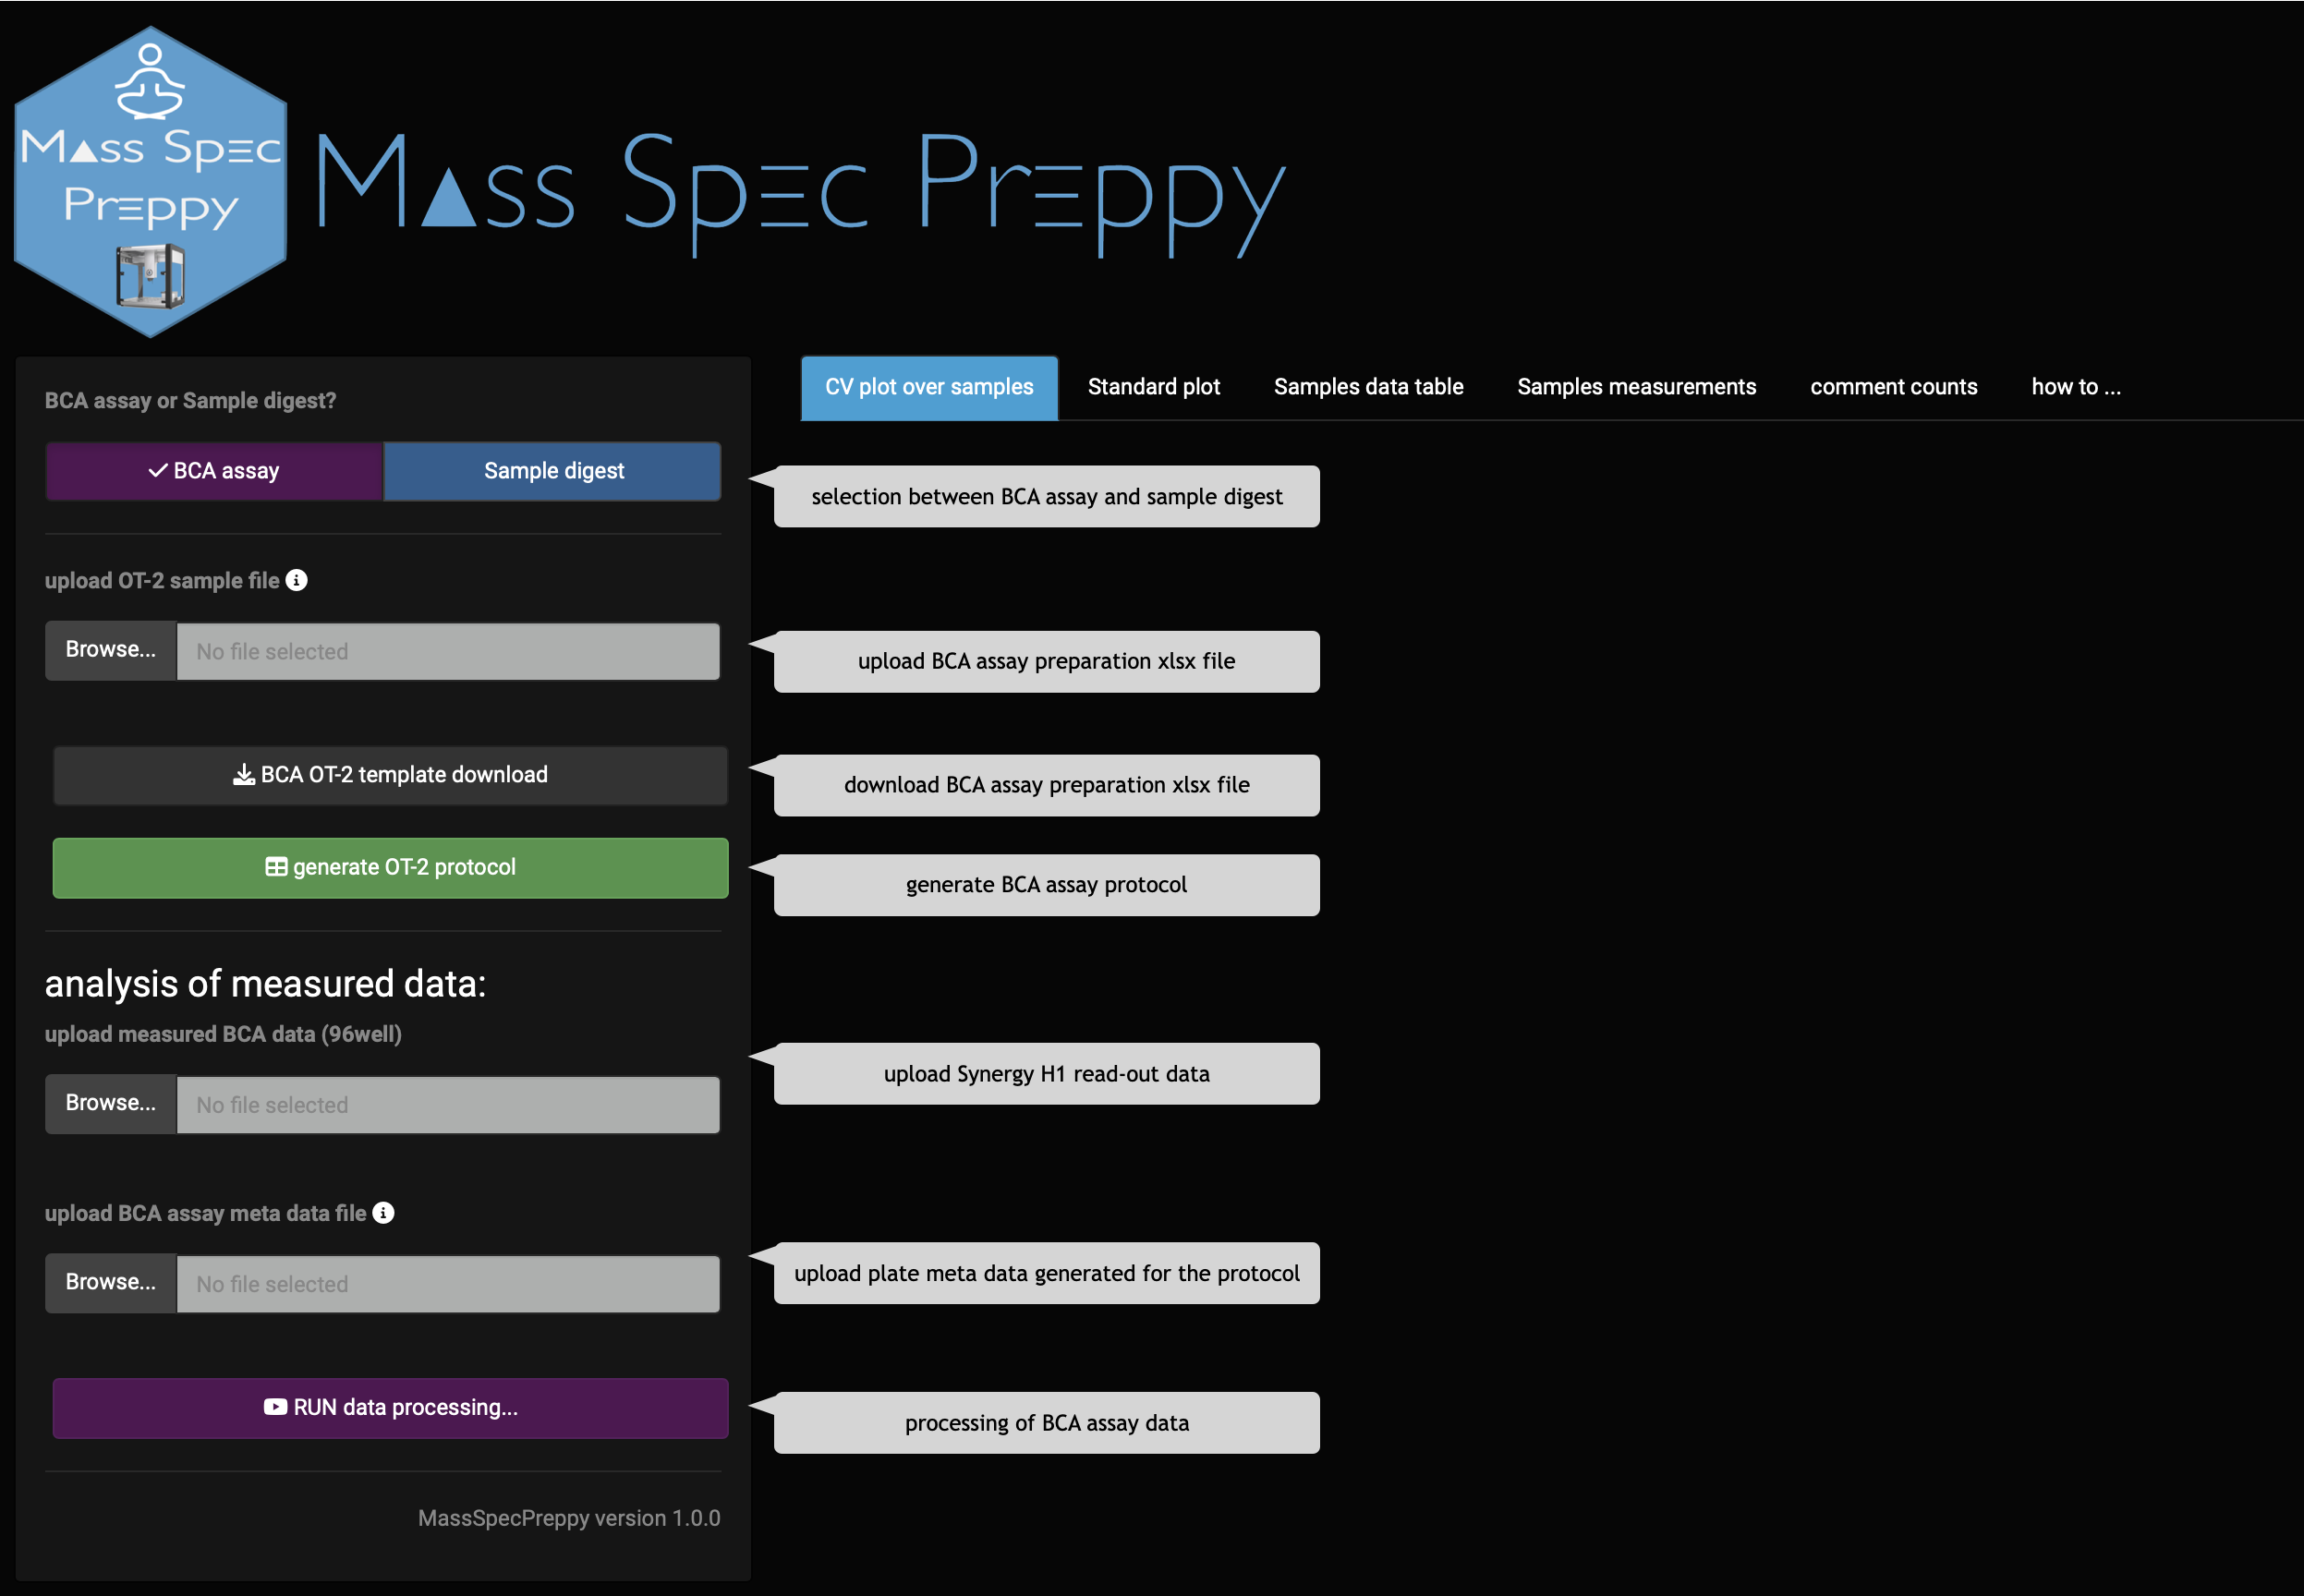 Mass Spec
Preppy
Mass Spec Preppy
BCA assay or Sample digest?
BCA assay
Sample digest
upload OT-2 sample file
Browse...
No file selected
BCA OT-2 template download
generate OT-2 protocol
analysis of measured data:
upload measured BCA data (96well)
Browse...
No file selected
upload BCA assay meta data file
Browse...
No file selected
RUN data processing...
MassSpecPreppy version 1.0.0
CV plot over samples
Standard plot
Samples data table
Samples measurements
comment counts
how to ...
selection between BCA assay and sample digest
upload BCA assay preparation xlsx file
download BCA assay preparation xlsx file
generate BCA assay protocol
upload Synergy H1 read-out data
upload plate meta data generated for the protocol
processing of BCA assay data